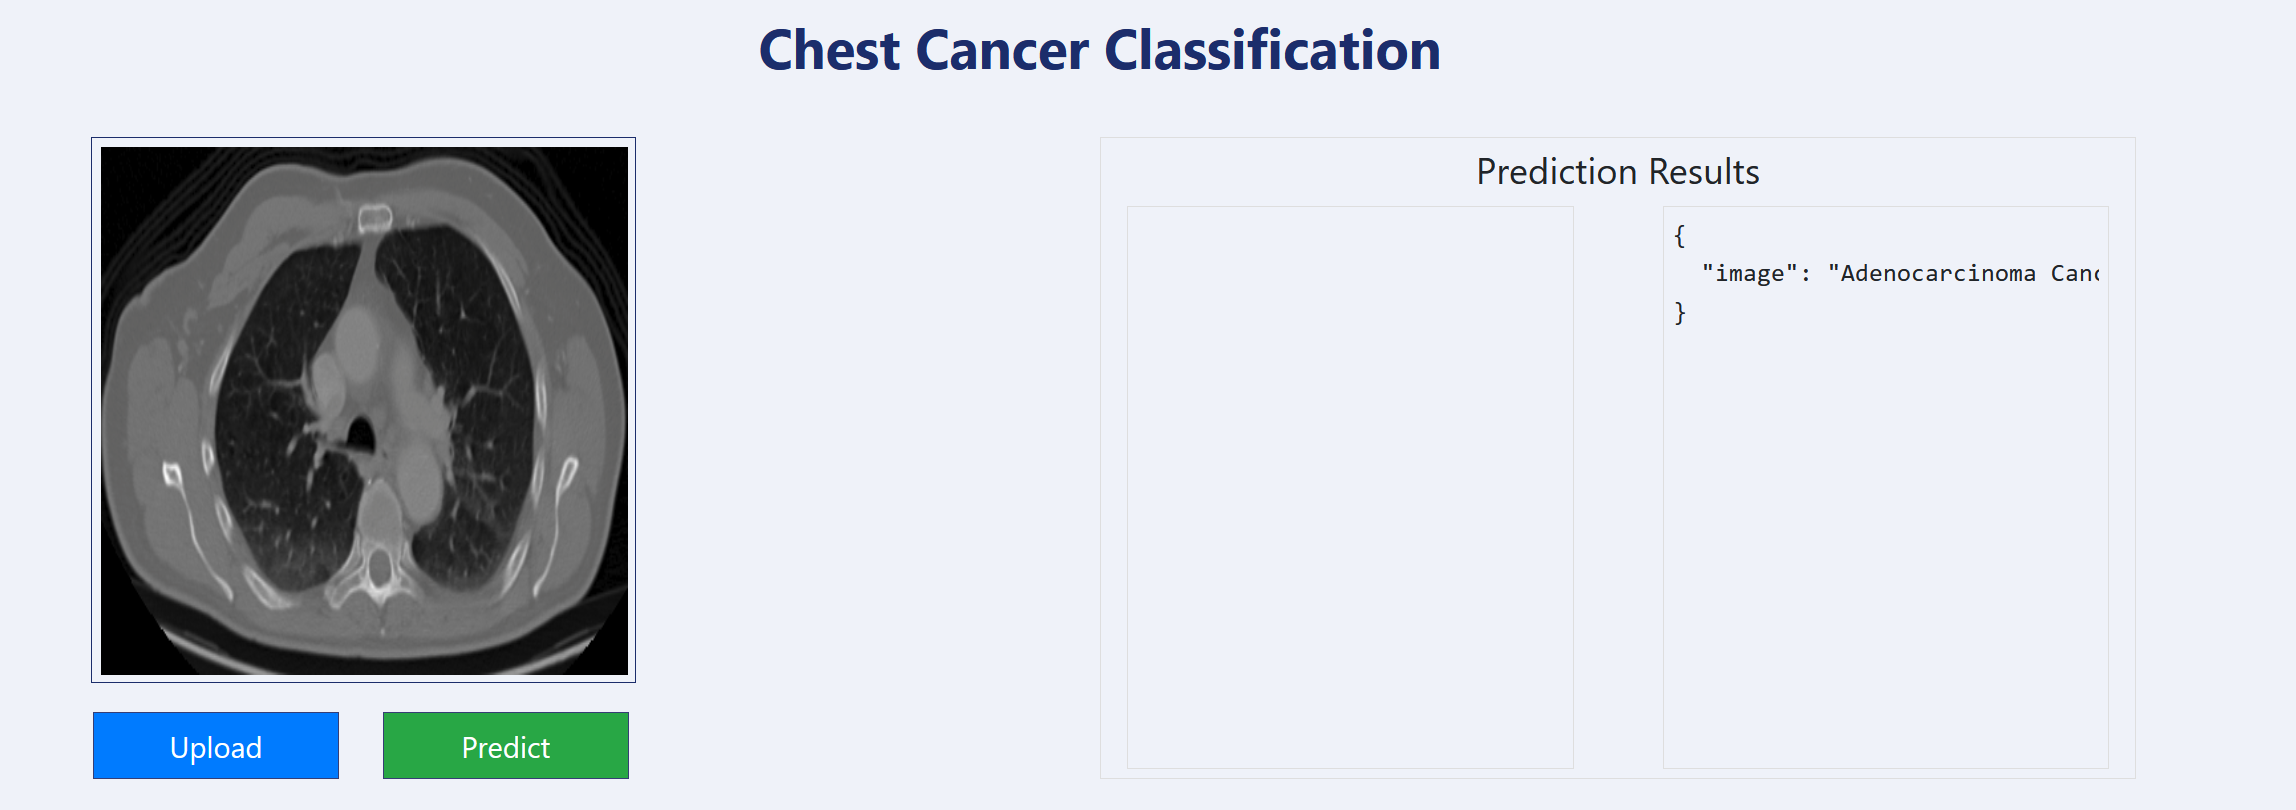 Chest Cancer Classification
Prediction Results
{
"image": "Adenocarcinoma
}
Upload
Predict